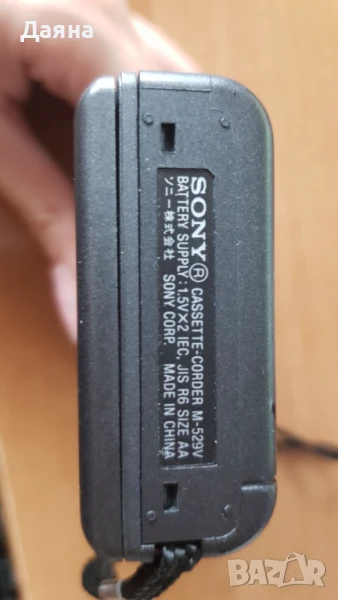 Даяна
SONY® CASSETTE-CORDER M-529V
BATTERY SUPPLY: 1.5V×2 IEC, JIS R6 SIZE AA
ソニー株式会社 SONY CORP. MADE IN CHINA
BAZAR